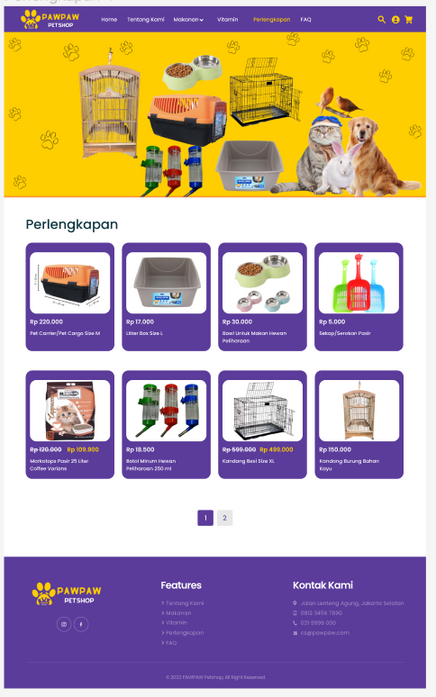 PAWPAW
PETSHOP
Home Tentang Kami Makanan Vitamin Perlengkapan FAQ
Perlengkapan
Rp 220.000
Pet Carrier/Pet Cargo Size M
Rp 17.000
Litter Box Size L
Rp 30.000
Bowl Untuk Makan Hewan
Peliharaan
Rp 5.000
Sekop/Serokan Pasir
Rp 120.000 Rp 109.900
Markotops Pasir 25 Liter
Coffee Varians
Rp 18.500
Botol Minum Hewan
Peliharaan 250 ml
Rp 599.000 Rp 499.000
Kandang Besi Size XL
Rp 150.000
Kandang Burung Bahan
Kayu
1 2
PAWPAW
PETSHOP
Features
> Tentang Kami
> Makanan
> Vitamin
> Perlengkapan
> FAQ
Kontak Kami
Jalan Lenteng Agung, Jakarta Selatan
0812 3456 7890
021 9999 000
cs@pawpaw.com
© 2022 PAWPAW Petshop, All Right Reserved